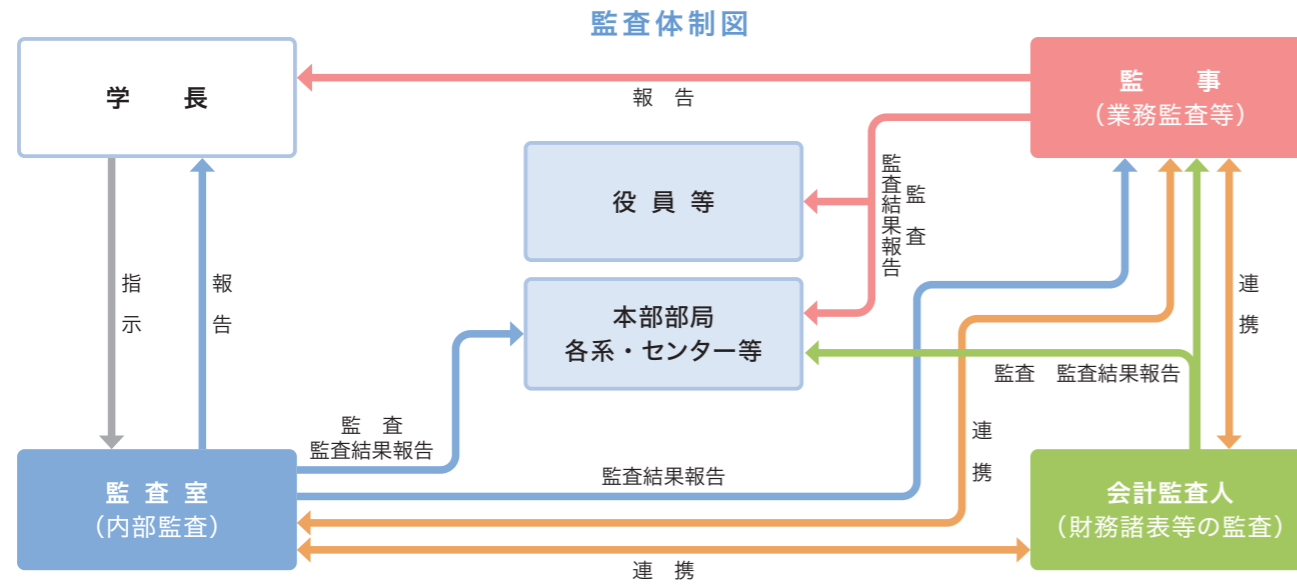 監査体制図
学　長
監　事
（業務監査等）
報　告
役 員 等
監査
監査結果報告
本部部局
各系・センター等
指示
報告
連携
監査　監査結果報告
監　査
監査結果報告
連携
監査結果報告
監 査 室
（内部監査）
会計監査人
（財務諸表等の監査）
連　携